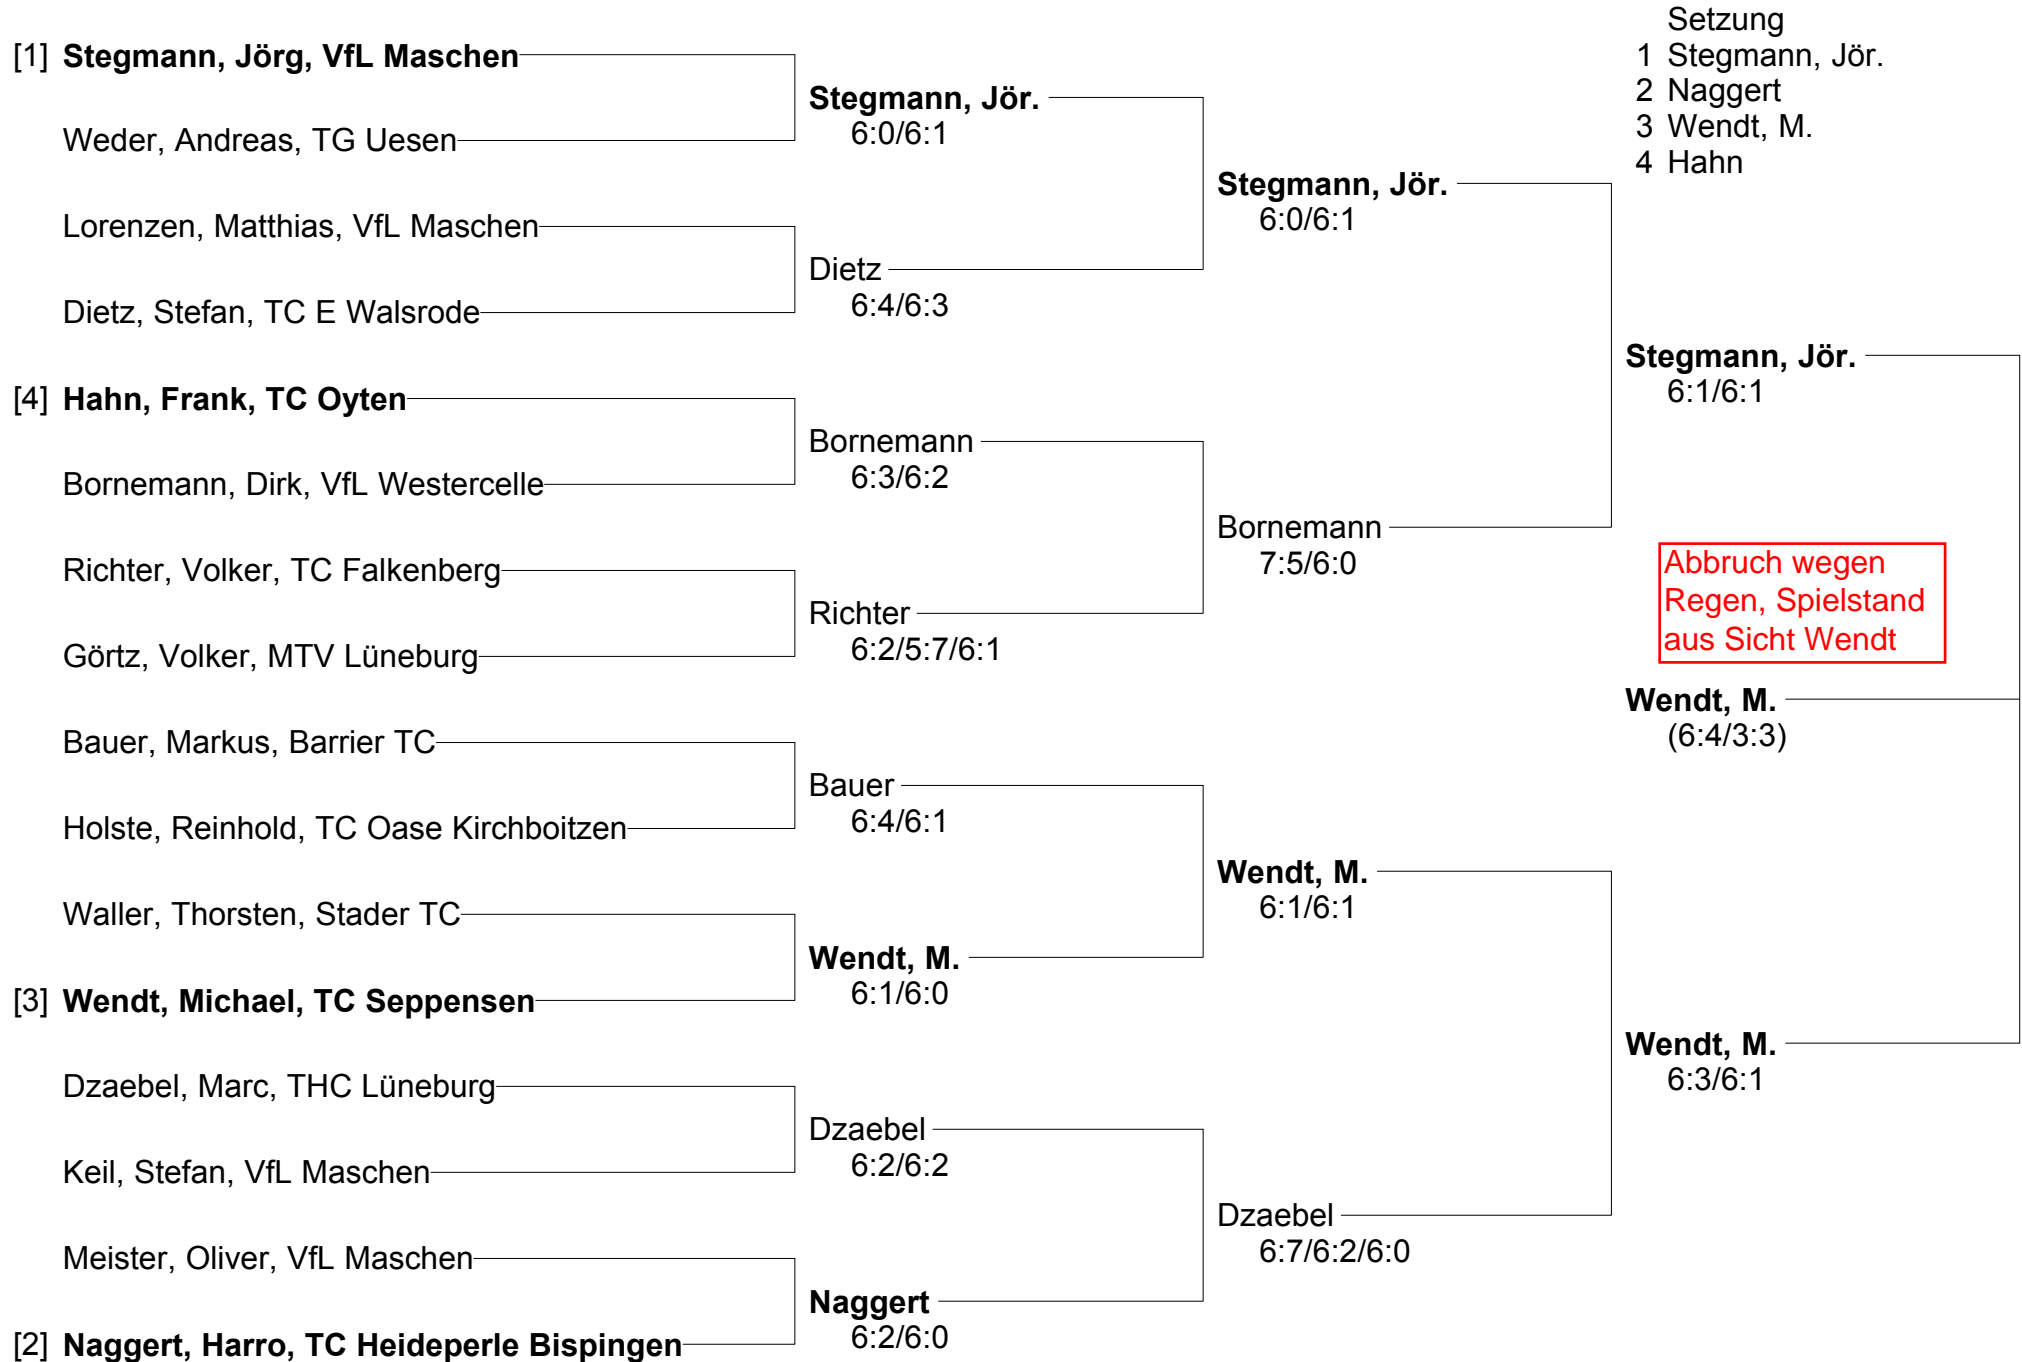 Setzung
1 Stegmann, Jör.
2 Naggert
3 Wendt, M.
4 Hahn
[1] Stegmann, Jörg, VfL Maschen
Weder, Andreas, TG Uesen
Lorenzen, Matthias, VfL Maschen
Dietz, Stefan, TC E Walsrode
[4] Hahn, Frank, TC Oyten
Bornemann, Dirk, VfL Westercelle
Richter, Volker, TC Falkenberg
Görtz, Volker, MTV Lüneburg
Bauer, Markus, Barrier TC
Holste, Reinhold, TC Oase Kirchboitzen
Waller, Thorsten, Stader TC
[3] Wendt, Michael, TC Seppensen
Dzaebel, Marc, THC Lüneburg
Keil, Stefan, VfL Maschen
Meister, Oliver, VfL Maschen
[2] Naggert, Harro, TC Heideperle Bispingen
Stegmann, Jör.
6:0/6:1
Dietz
6:4/6:3
Bornemann
6:3/6:2
Richter
6:2/5:7/6:1
Bauer
6:4/6:1
Wendt, M.
6:1/6:0
Dzaebel
6:2/6:2
Naggert
6:2/6:0
Stegmann, Jör.
6:0/6:1
Bornemann
7:5/6:0
Wendt, M.
6:1/6:1
Dzaebel
6:7/6:2/6:0
Stegmann, Jör.
6:1/6:1
Abbruch wegen
Regen, Spielstand
aus Sicht Wendt
Wendt, M.
(6:4/3:3)
Wendt, M.
6:3/6:1